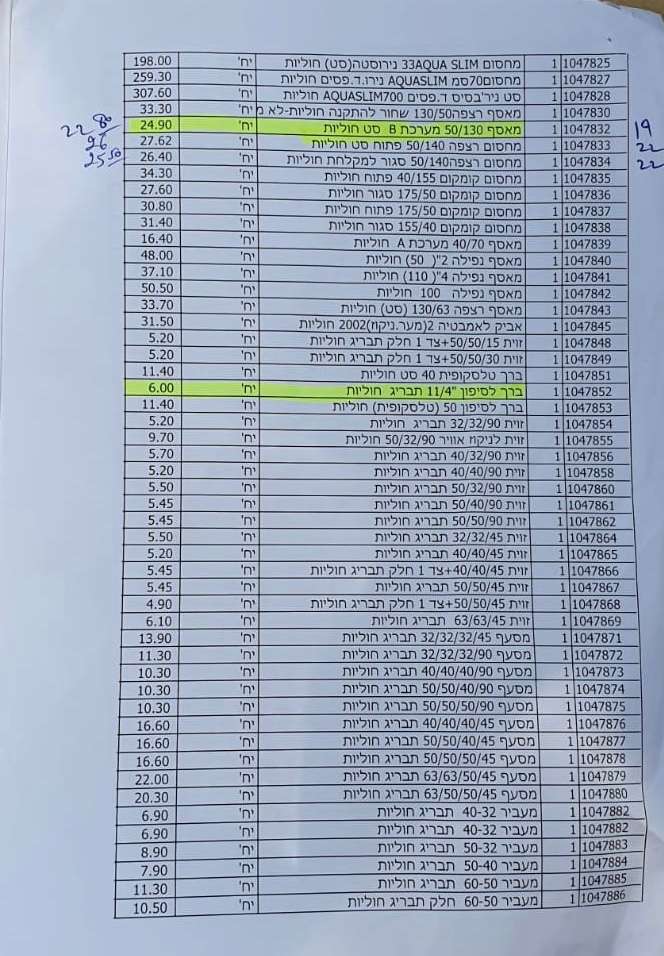 1047825 1 מחסום 33AQUA SLIM נירוסטה(סט) חוליות יח' 198.00
1047827 1 מחסום70סמ AQUASLIM נירו.ד.פסים חוליות יח' 259.30
1047828 1 סט ניר'בסיס ד.פסים AQUASLIM700 חוליות יח' 307.60
1047830 1 מאסף רצפה130/50 שחור להתקנה חוליות-לא מ יח' 33.30
19 1047832 1 מאסף 50/130 מערכת B סט חוליות יח' 24.90 22 80
22 1047833 1 מחסום רצפה 50/140 פתוח סט חוליות יח' 27.62 26
22 1047834 1 מחסום רצפה50/140 סגור למקלחת חוליות יח' 26.40 25 50
1047835 1 מחסום קומקום 40/155 פתוח חוליות יח' 34.30
1047836 1 מחסום קומקום 175/50 סגור חוליות יח' 27.60
1047837 1 מחסום קומקום 175/50 פתוח חוליות יח' 30.80
1047838 1 מחסום קומקום 155/40 סגור חוליות יח' 31.40
1047839 1 מאסף 40/70 מערכת A חוליות יח' 16.40
1047840 1 מאסף נפילה 2"( 50) חוליות יח' 48.00
1047841 1 מאסף נפילה 4"( 110) חוליות יח' 37.10
1047842 1 מאסף נפילה 100 חוליות יח' 50.50
1047843 1 מאסף רצפה 130/63 (סט) חוליות יח' 33.70
1047845 1 אביק לאמבטיה 2(מער.ניקוז)2002 חוליות יח' 31.50
1047848 1 זוית 50/50/15+צד 1 חלק תבריג חוליות יח' 5.20
1047849 1 זוית 50/50/30+צד 1 חלק תבריג חוליות יח' 5.20
1047851 1 ברך טלסקופית 40 סט חוליות יח' 11.40
1047852 1 ברך לסיפון "11/4 תבריג חוליות יח' 6.00
1047853 1 ברך לסיפון 50 (טלסקופית) חוליות יח' 11.40
1047854 1 זוית 32/32/90 תבריג חוליות יח' 5.20
1047855 1 זוית לניקוז אוויר 50/32/90 חוליות יח' 9.70
1047856 1 זוית 40/32/90 תבריג חוליות יח' 5.70
1047858 1 זוית 40/40/90 תבריג חוליות יח' 5.20
1047860 1 זוית 50/32/90 תבריג חוליות יח' 5.50
1047861 1 זוית 50/40/90 תבריג חוליות יח' 5.45
1047862 1 זוית 50/50/90 תבריג חוליות יח' 5.45
1047864 1 זוית 32/32/45 תבריג חוליות יח' 5.50
1047865 1 זוית 40/40/45 תבריג חוליות יח' 5.20
1047866 1 זוית 40/40/45+צד 1 חלק תבריג חוליות יח' 5.45
1047867 1 זוית 50/50/45 תבריג חוליות יח' 5.45
1047868 1 זוית 50/50/45+צד 1 חלק תבריג חוליות יח' 4.90
1047869 1 זוית 63/63/45 תבריג חוליות יח' 6.10
1047871 1 מסעף 32/32/32/45 תבריג חוליות יח' 13.90
1047872 1 מסעף 32/32/32/90 תבריג חוליות יח' 11.30
1047873 1 מסעף 40/40/40/90 תבריג חוליות יח' 10.30
1047874 1 מסעף 50/50/40/90 תבריג חוליות יח' 10.30
1047875 1 מסעף 50/50/50/90 תבריג חוליות יח' 10.30
1047876 1 מסעף 40/40/40/45 תבריג חוליות יח' 16.60
1047877 1 מסעף 50/50/40/45 תבריג חוליות יח' 16.60
1047878 1 מסעף 50/50/50/45 תבריג חוליות יח' 16.60
1047879 1 מסעף 63/63/50/45 תבריג חוליות יח' 22.00
1047880 1 מסעף 63/50/50/45 תבריג חוליות יח' 20.30
1047882 1 מעביר 40-32 תבריג חוליות יח' 6.90
1047882 1 מעביר 40-32 תבריג חוליות יח' 6.90
1047883 1 מעביר 50-32 תבריג חוליות יח' 8.90
1047884 1 מעביר 50-40 תבריג חוליות יח' 7.90
1047885 1 מעביר 60-50 תבריג חוליות יח' 11.30
1047886 1 מעביר 60-50 חלק תבריג חוליות יח' 10.50